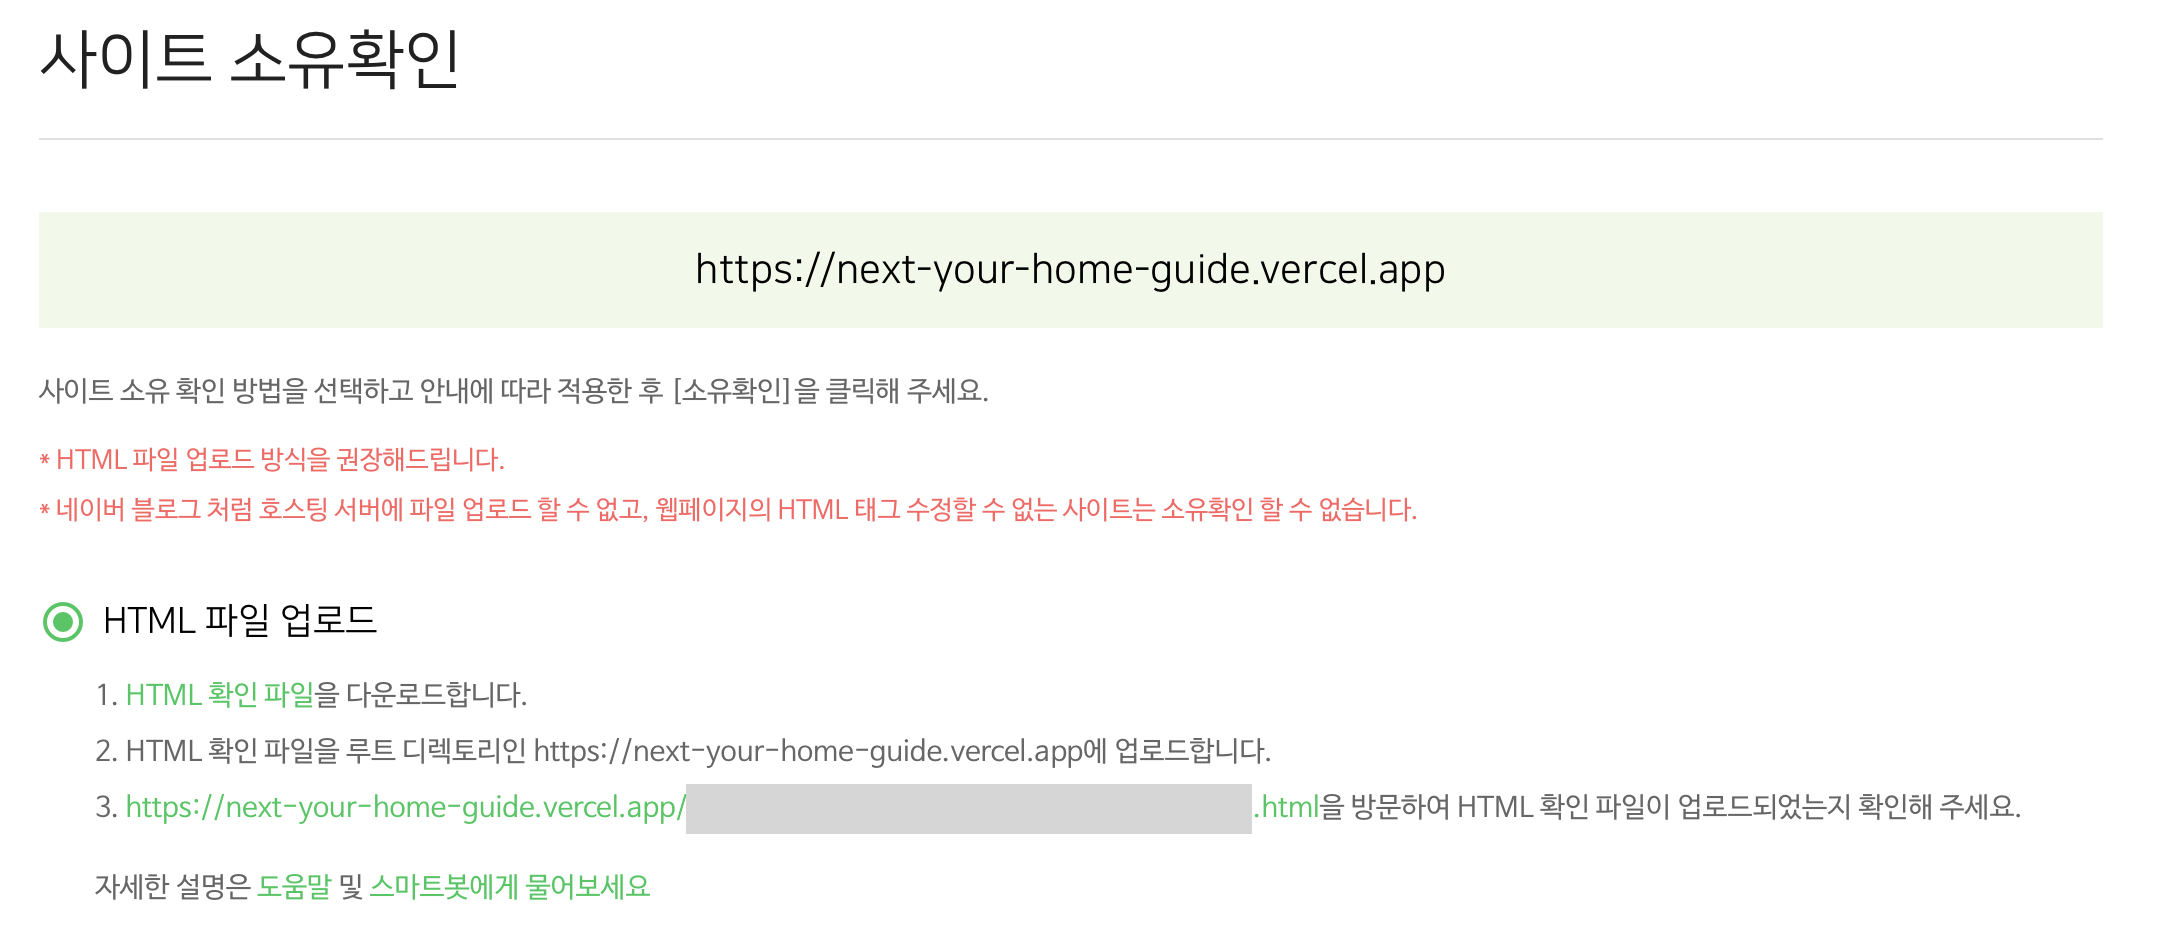 사이트 소유확인
https://next-your-home-guide.vercel.app
사이트 소유 확인 방법을 선택하고 안내에 따라 적용한 후 [소유확인]을 클릭해 주세요.
* HTML 파일 업로드 방식을 권장해드립니다.
* 네이버 블로그 처럼 호스팅 서버에 파일 업로드 할 수 없고, 웹페이지의 HTML 태그 수정할 수 없는 사이트는 소유확인 할 수 없습니다.
HTML 파일 업로드
1. HTML 확인 파일을 다운로드합니다.
2. HTML 확인 파일을 루트 디렉토리인 https://next-your-home-guide.vercel.app에 업로드합니다.
3. https://next-your-home-guide.vercel.app/ .html을 방문하여 HTML 확인 파일이 업로드되었는지 확인해 주세요.
자세한 설명은 도움말 및 스마트봇에게 물어보세요